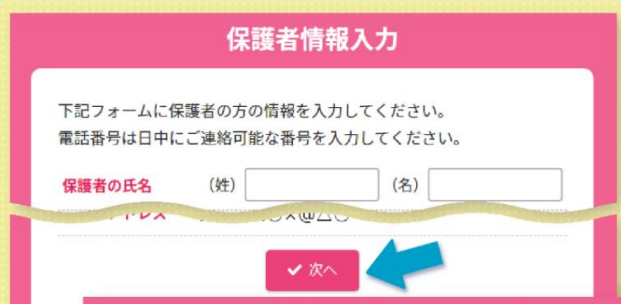 保護者情報入力
下記フォームに保護者の方の情報を入力してください。
電話番号は日中にご連絡可能な番号を入力してください。
保護者の氏名 （姓） （名）
次へ